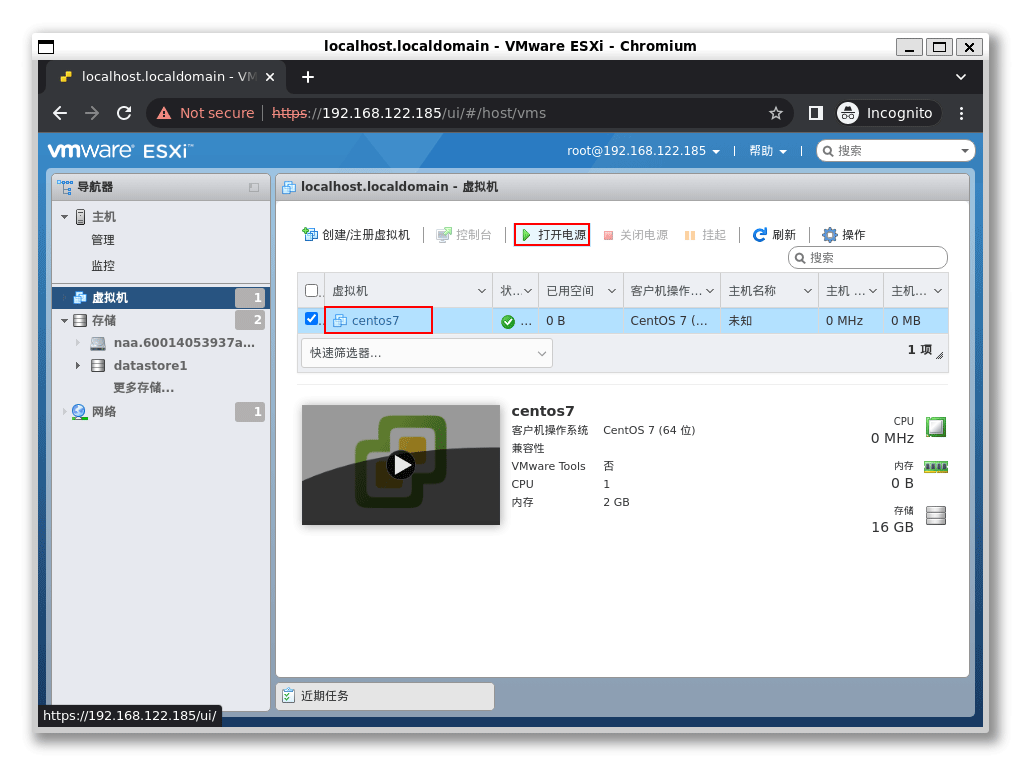 localhost.localdomain - VMware ESXi - Chromium
localhost.localdomain - VM
Not secure
https://192.168.122.185/ui/#/host/vms
Incognito
vmware ESXi™
root@192.168.122.185
帮助
搜索
导航器
主机
管理
监控
虚拟机 1
存储 2
naa.60014053937a...
datastore1
更多存储...
网络 1
localhost.localdomain - 虚拟机
创建/注册虚拟机
控制台
打开电源
关闭电源
挂起
刷新
操作
搜索
虚拟机
状...
已用空间
客户机操作...
主机名称
主机 ...
主机...
centos7
...
0 B
CentOS 7 (...
未知
0 MHz
0 MB
快速筛选器...
1 项
centos7
客户机操作系统 CentOS 7 (64 位)
兼容性
VMware Tools 否
CPU 1
内存 2 GB
CPU
0 MHz
内存
0 B
存储
16 GB
近期任务
https://192.168.122.185/ui/